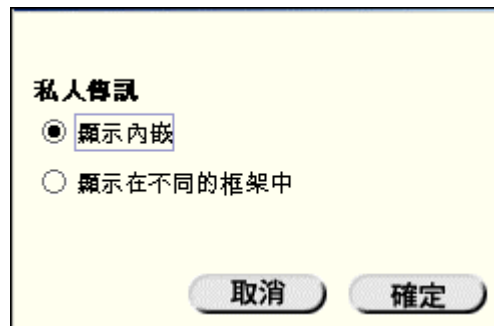 私人傳訊
顯示內嵌
顯示在不同的框架中
取消 確定